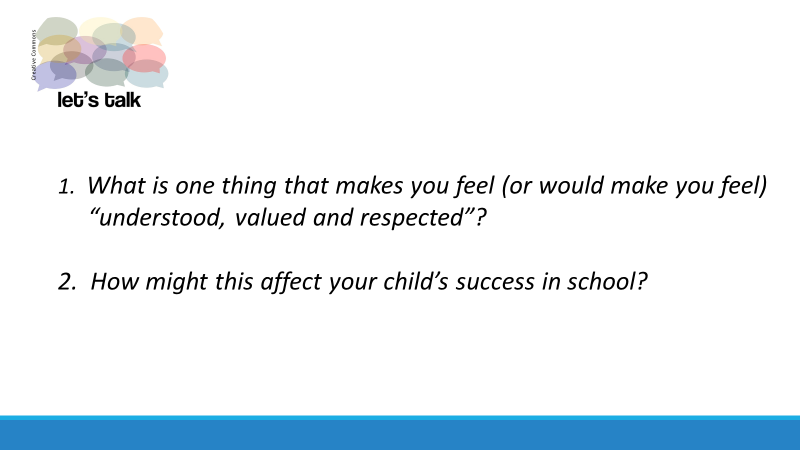 Creative Commons
let's talk
1. What is one thing that makes you feel (or would make you feel)
“understood, valued and respected”?
2. How might this affect your child’s success in school?